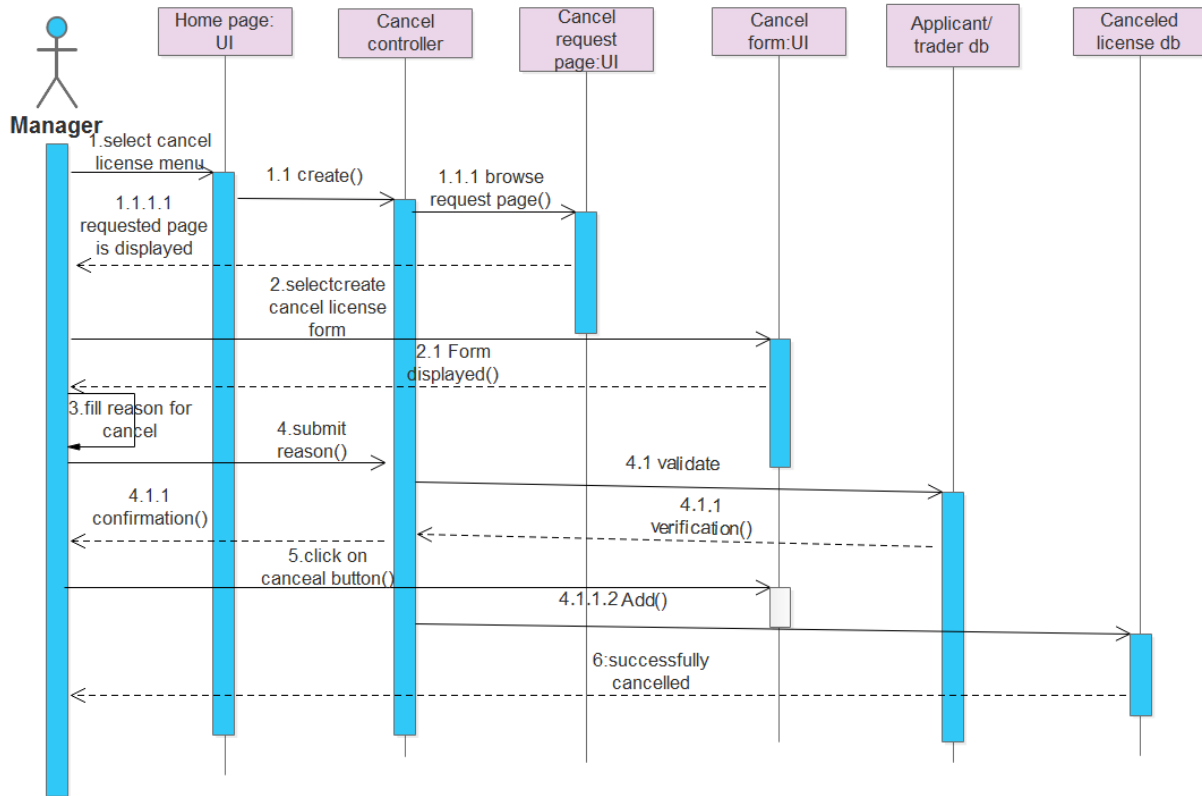 Home page:
UI
Cancel
controller
Cancel
request
page:UI
Cancel
form:UI
Applicant/
trader db
Canceled
license db
Manager
1.select cancel
license menu
1.1 create()
1.1.1 browse
request page()
1.1.1.1
requested page
is displayed
2.selectcreate
cancel license
form
2.1 Form
displayed()
3.fill reason for
cancel
4.submit
reason()
4.1 validate
4.1.1
confirmation()
4.1.1
verification()
5.click on
canceal button()
4.1.1.2 Add()
6:successfully
cancelled